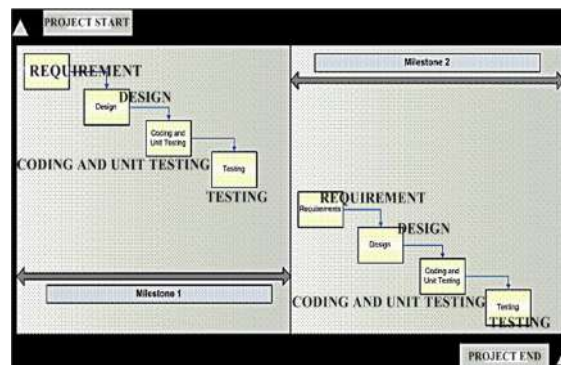 PROJECT START
REQUIREMENT
Design
DESIGN
Coding and
Unit Testing
CODING AND UNIT TESTING
Testing
TESTING
Milestone 1
Milestone 2
REQUIREMENT
Requirements
Design
DESIGN
Coding and
Unit Testing
CODING AND UNIT TESTING
Testing
TESTING
PROJECT END